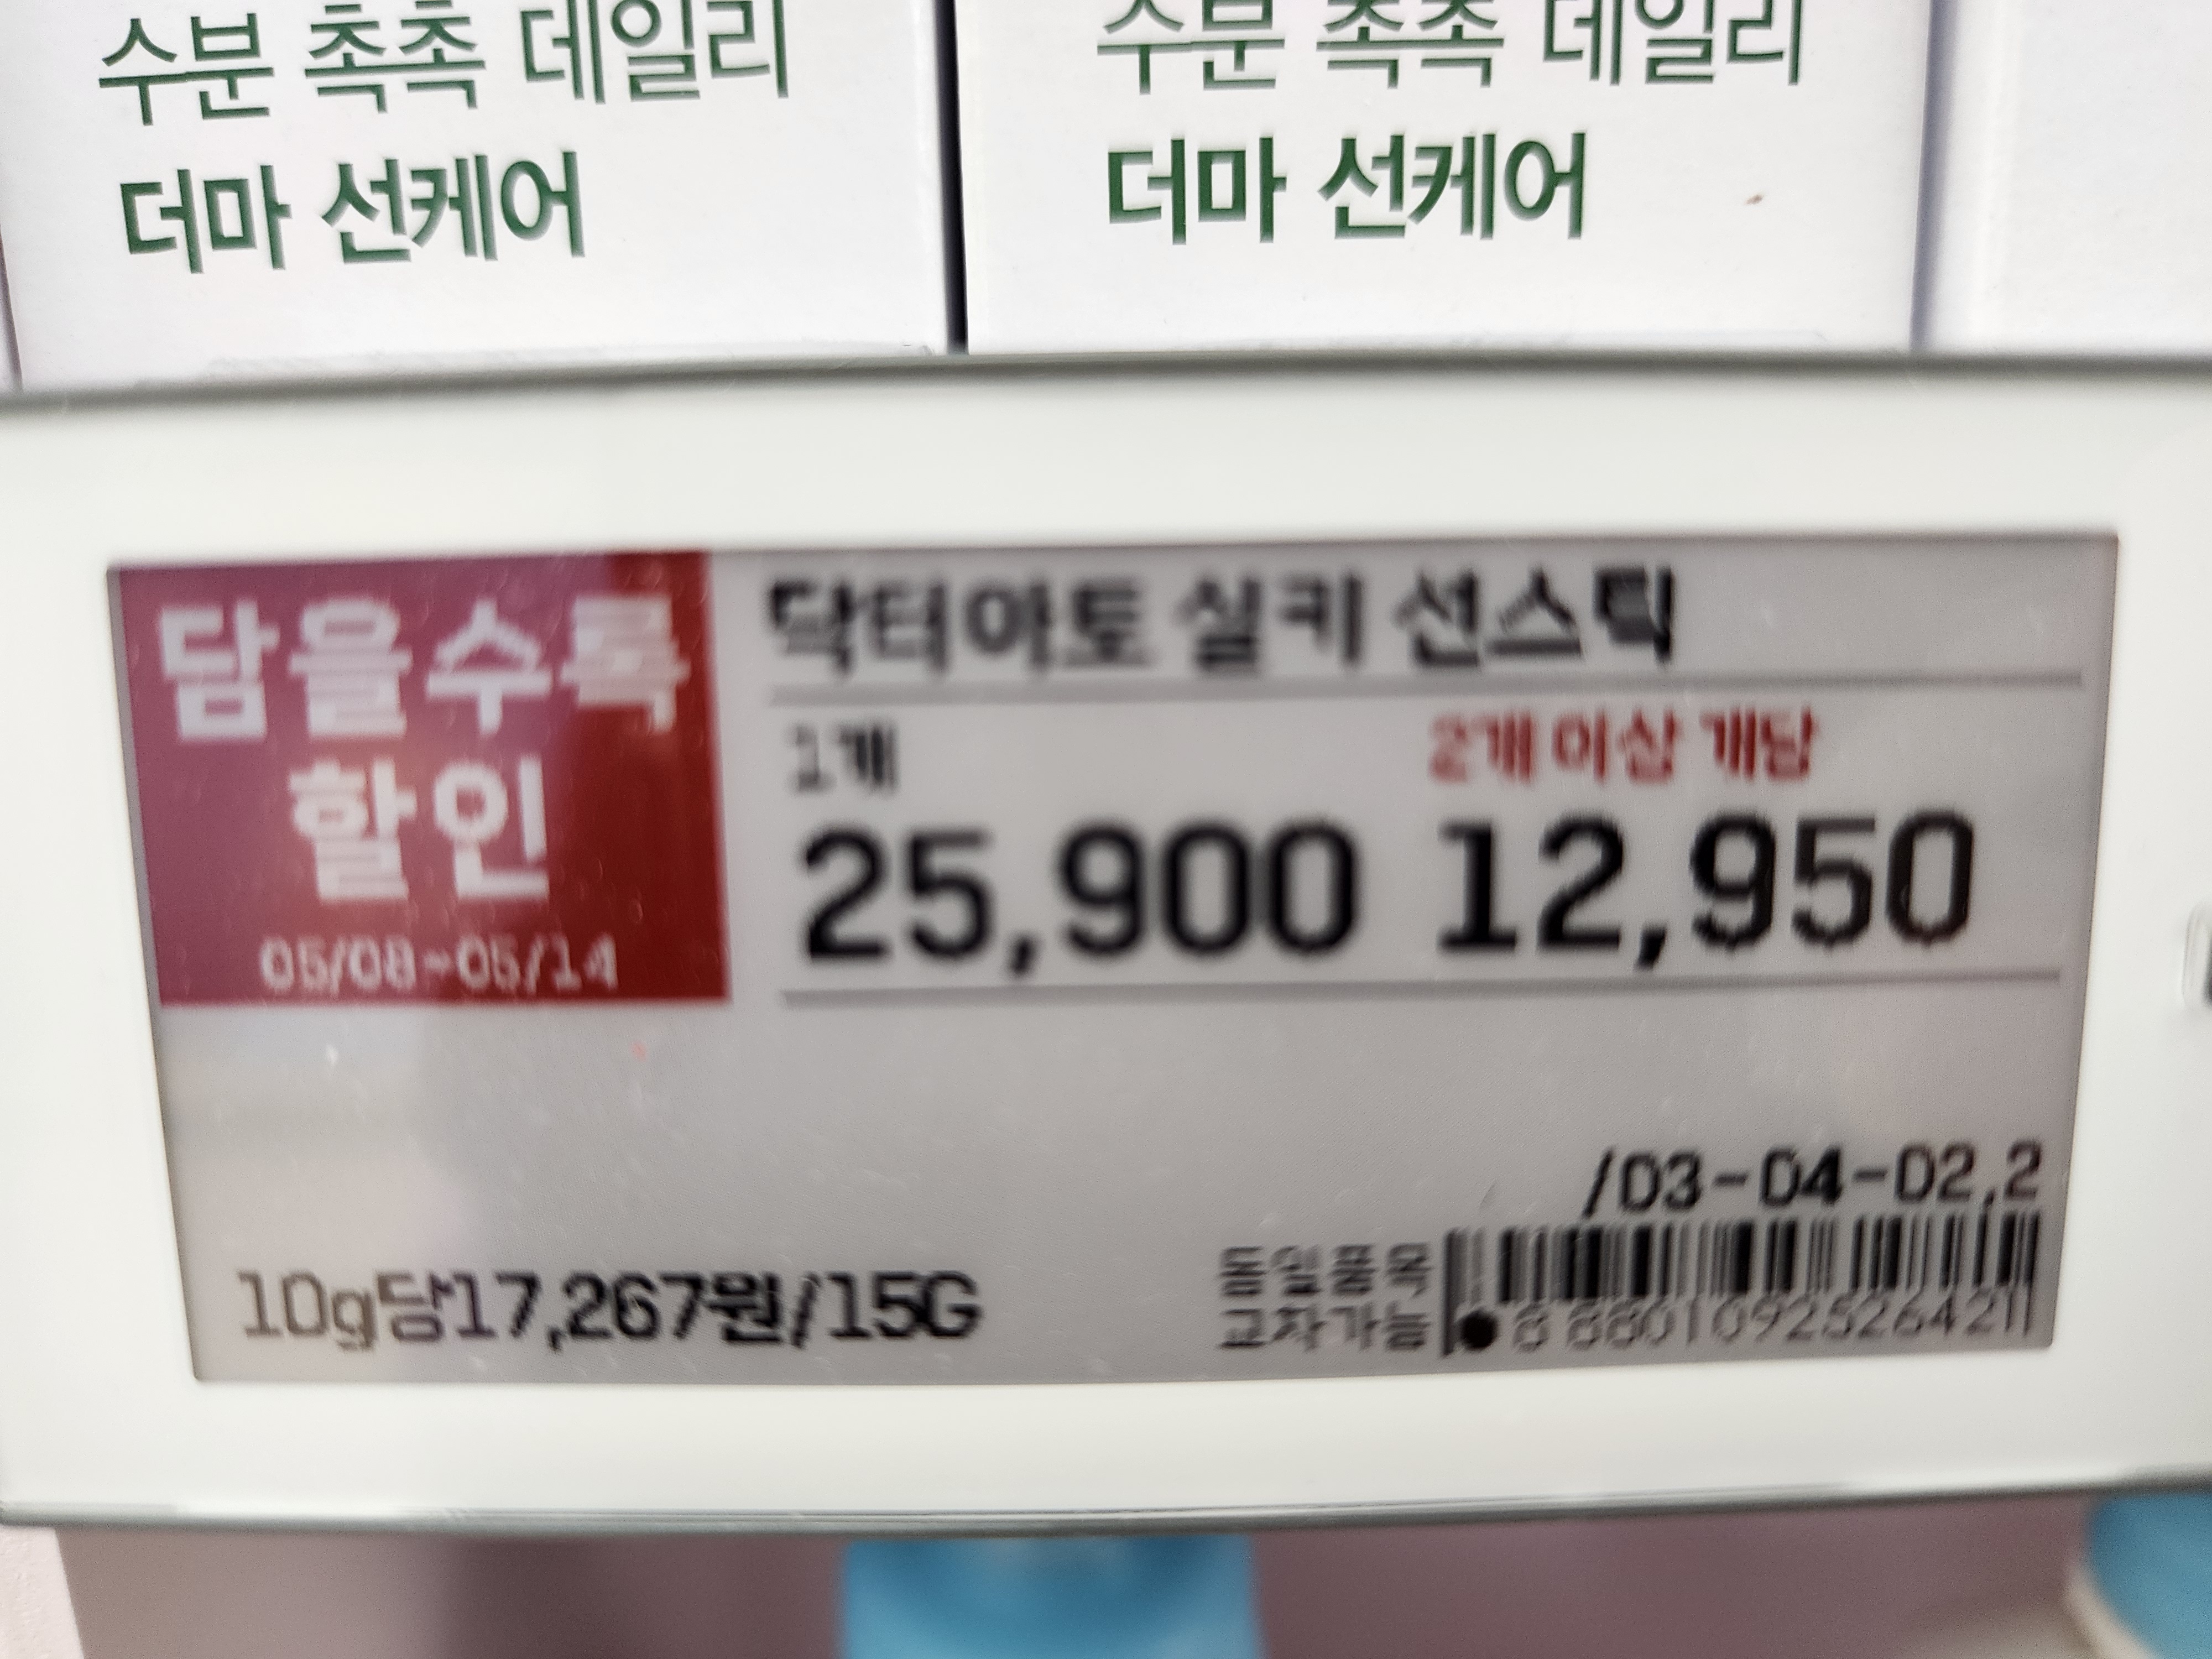 수분 촉촉 데일리
더마 선케어
수분 촉촉 데일리
더마 선케어
담을수록
할인
05/08~05/14
닥터아토 실키 선스틱
1개
2개 이상 개당
25,900
12,950
/03-04-02,2
10g당17,267원/15G
동일품목
교차가능